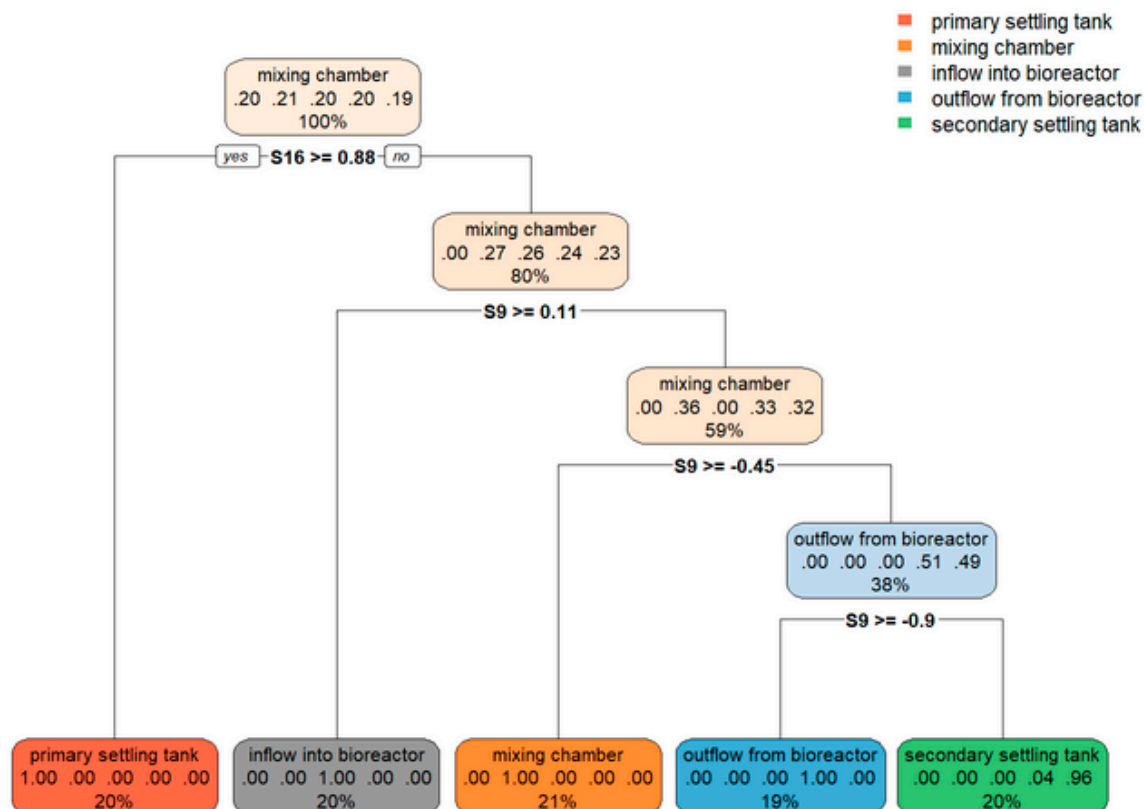 primary settling tank
mixing chamber
inflow into bioreactor
outflow from bioreactor
secondary settling tank
mixing chamber
.20 .21 .20 .20 .19
100%
yes S16 >= 0.88 no
mixing chamber
.00 .27 .26 .24 .23
80%
S9 >= 0.11
mixing chamber
.00 .36 .00 .33 .32
59%
S9 >= -0.45
outflow from bioreactor
.00 .00 .00 .51 .49
38%
S9 >= -0.9
primary settling tank
1.00 .00 .00 .00 .00
20%
inflow into bioreactor
.00 .00 1.00 .00 .00
20%
mixing chamber
.00 1.00 .00 .00 .00
21%
outflow from bioreactor
.00 .00 .00 1.00 .00
19%
secondary settling tank
.00 .00 .00 .04 .96
20%